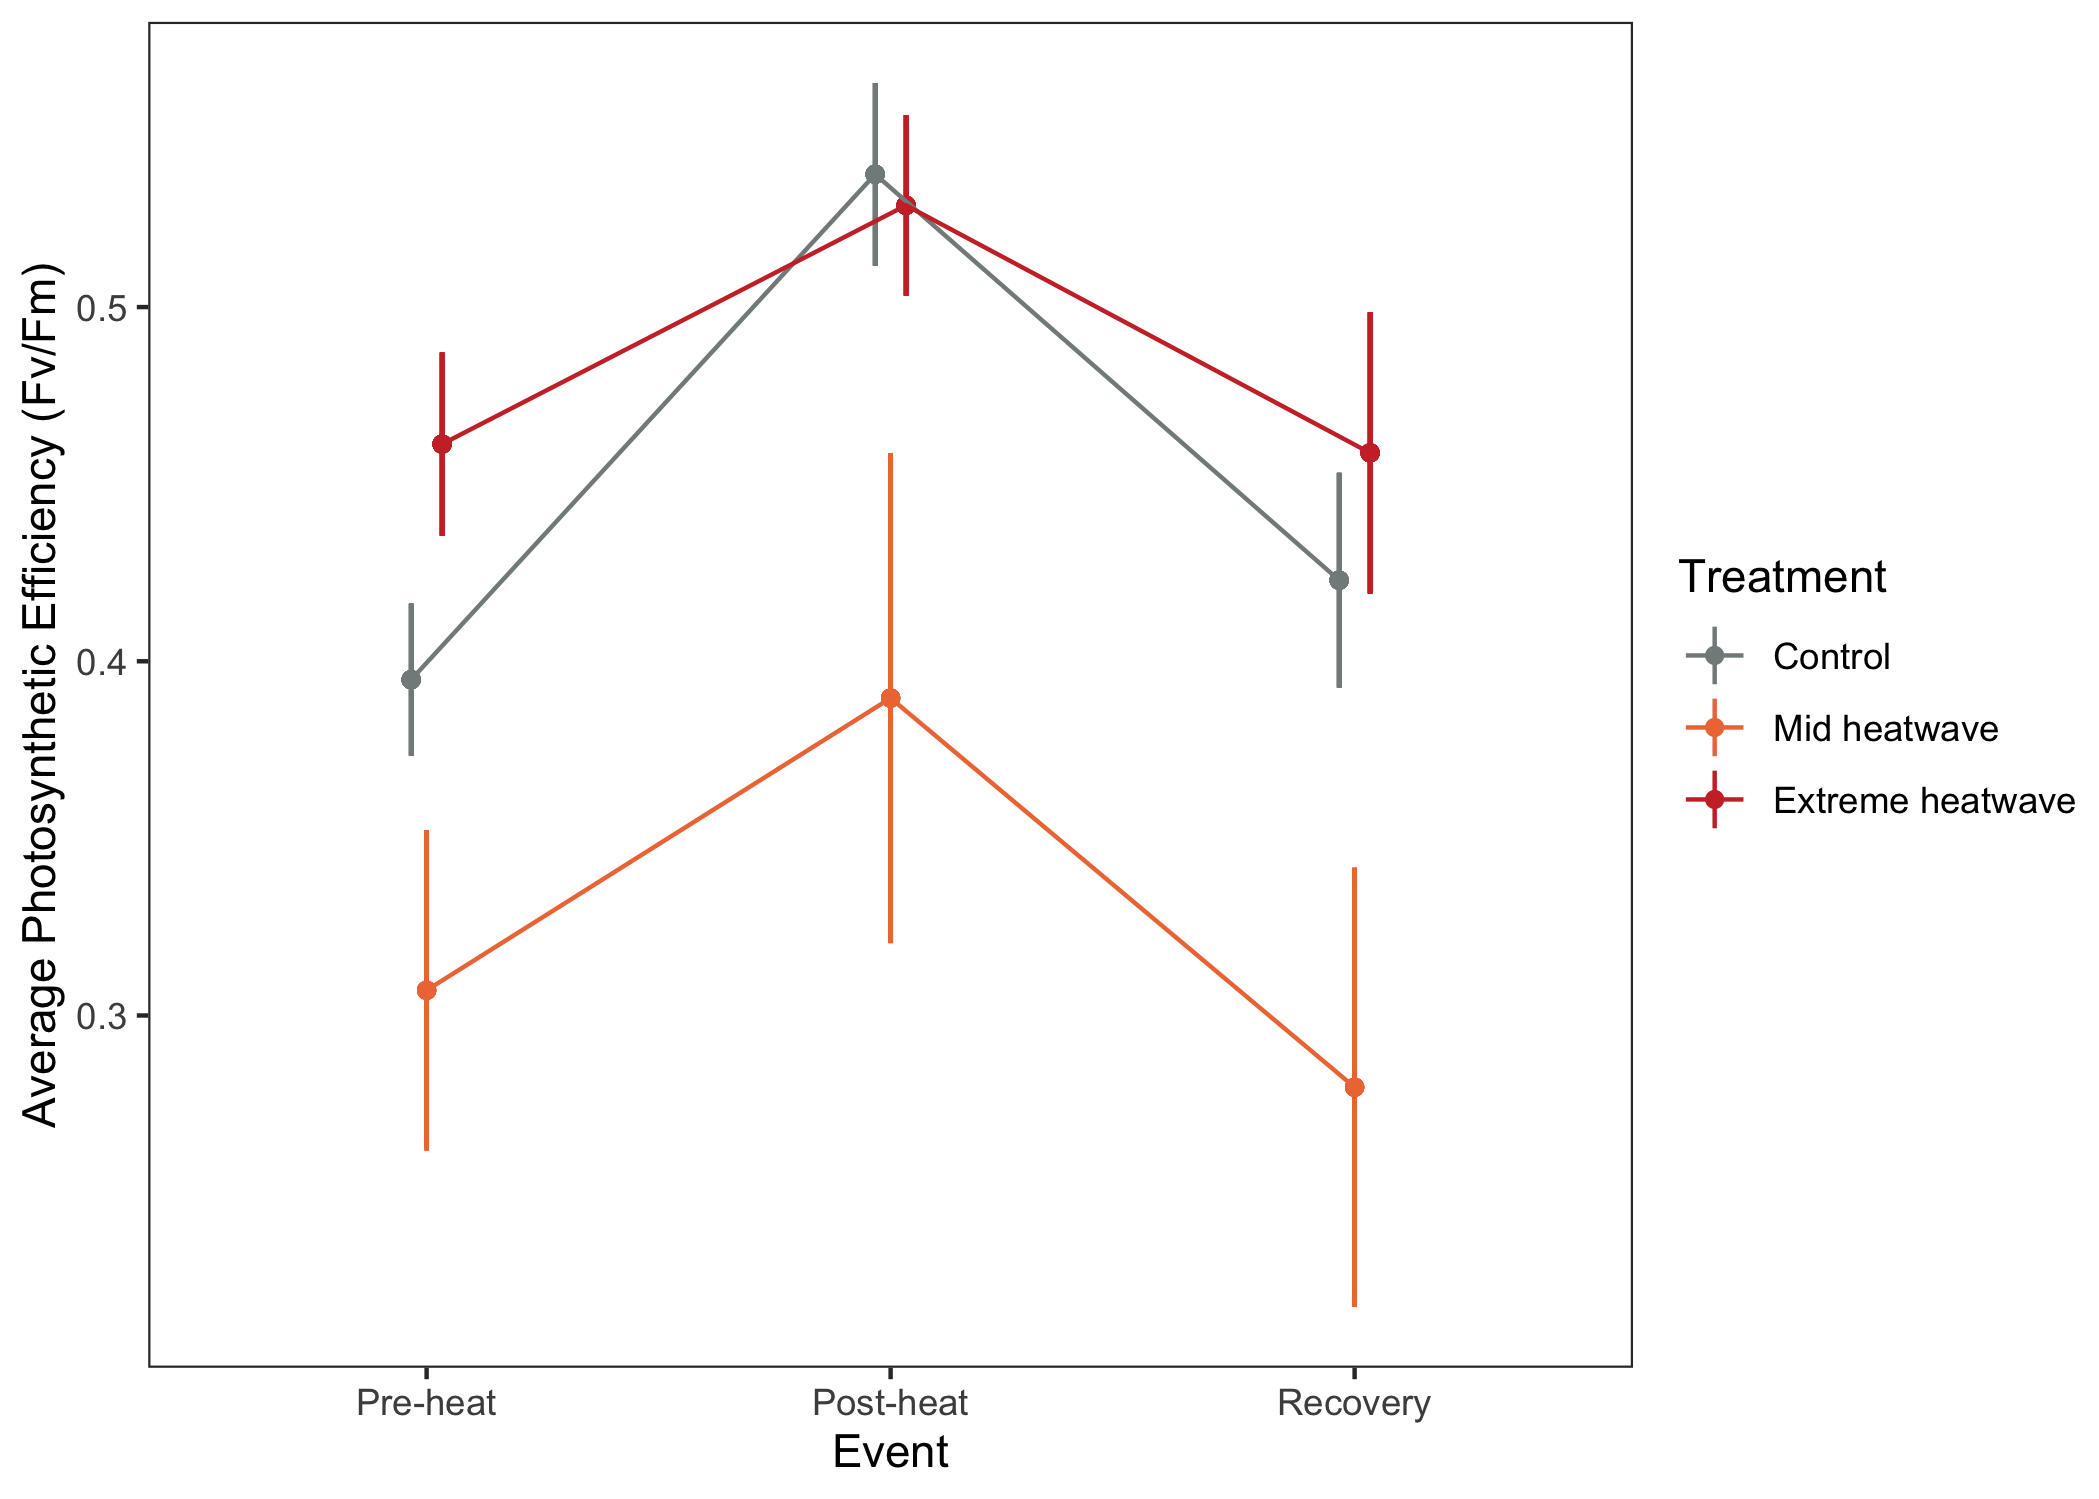 Average Photosynthetic Efficiency (Fv/Fm)
0.5
0.4
0.3
Pre-heat
Post-heat
Recovery
Event
Treatment
Control
Mid heatwave
Extreme heatwave